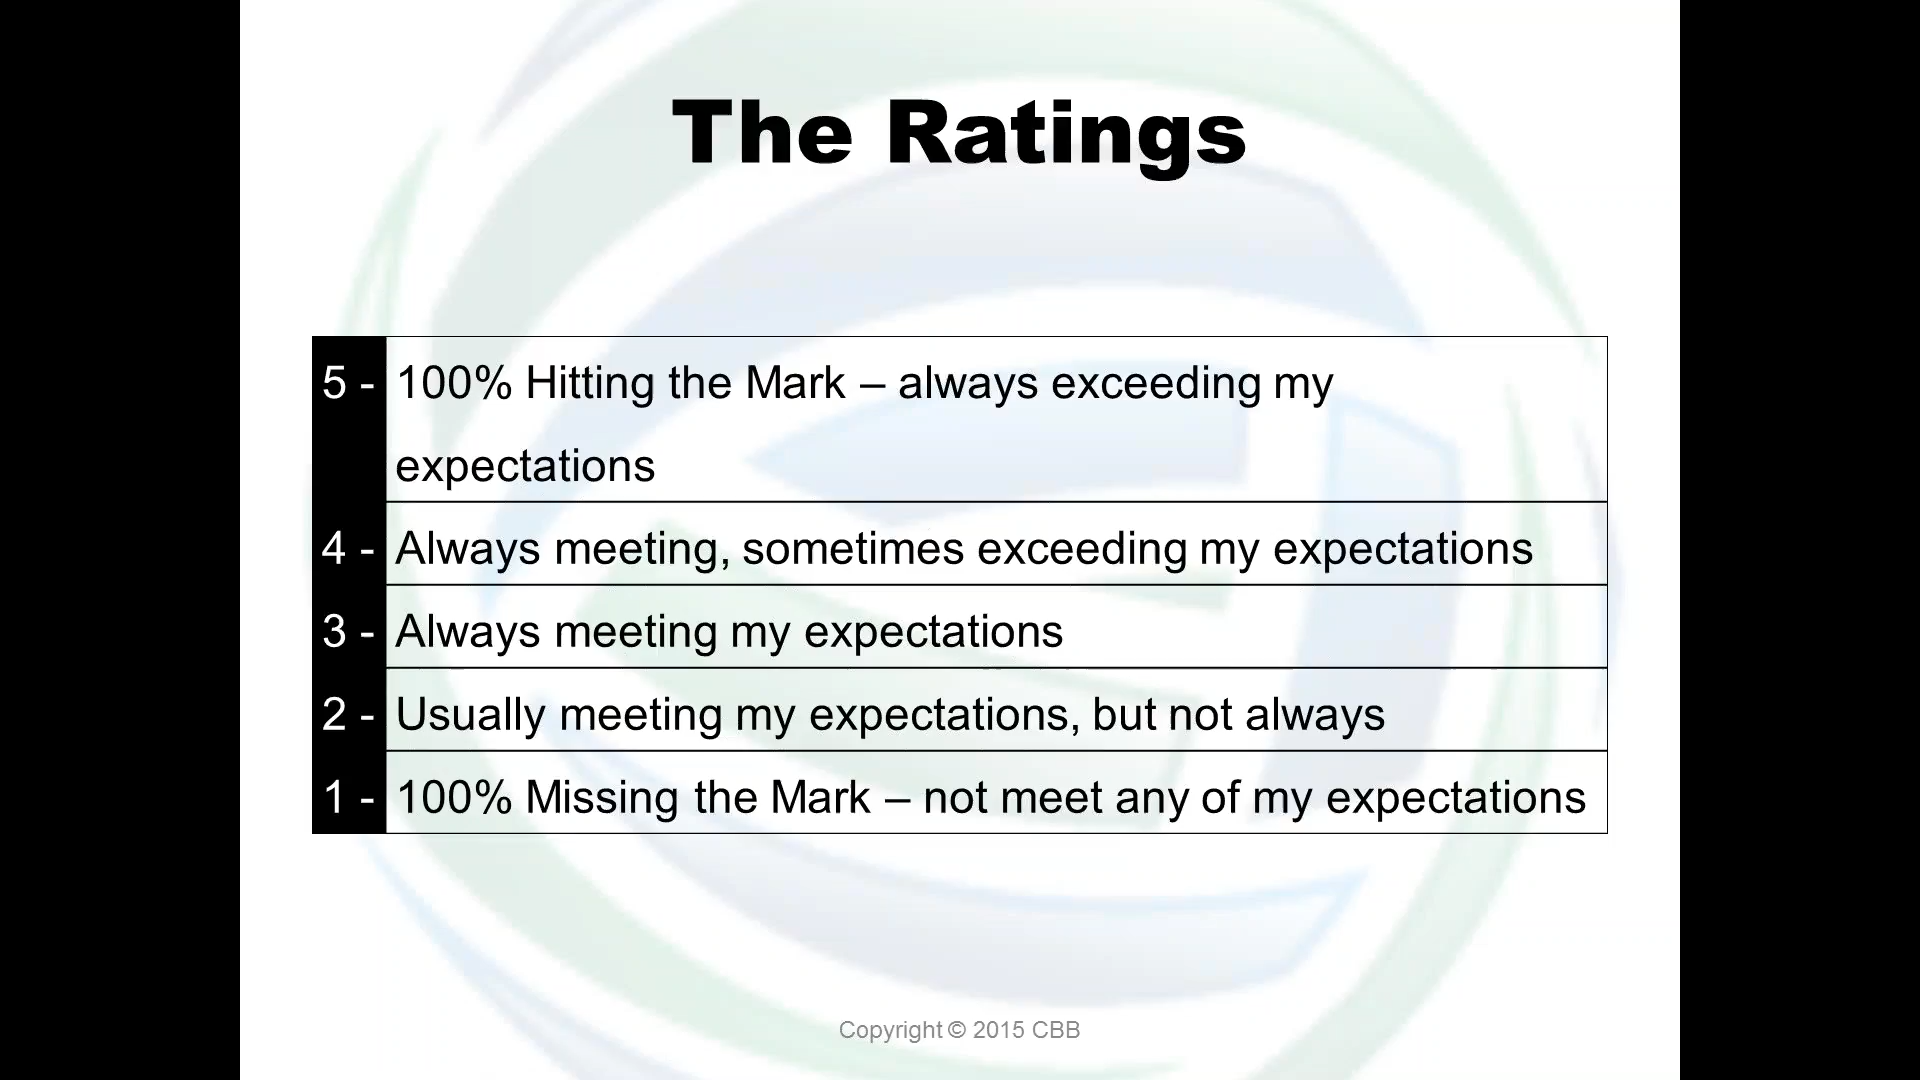 The Ratings
5 - 100% Hitting the Mark – always exceeding my
expectations
4 - Always meeting, sometimes exceeding my expectations
3 - Always meeting my expectations
2 - Usually meeting my expectations, but not always
1 - 100% Missing the Mark – not meet any of my expectations
Copyright © 2015 CBB